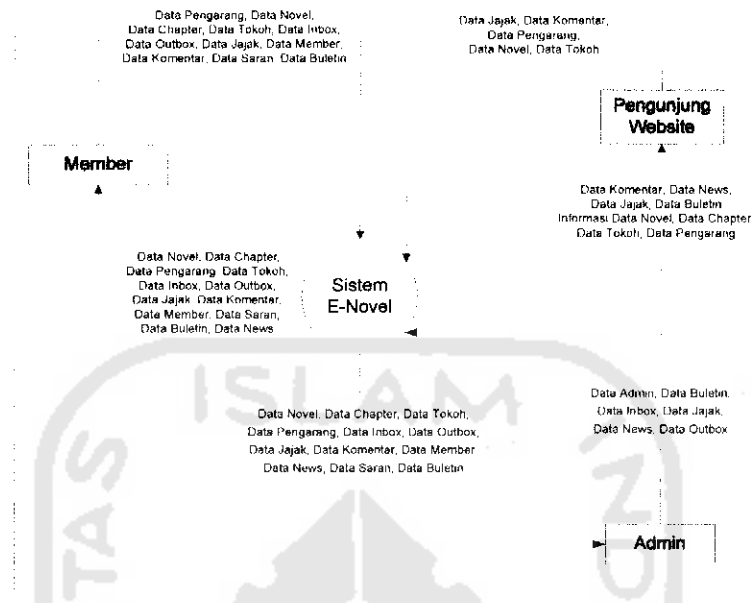 Data Pengarang, Data Novel,
Data Chapter, Data Tokoh, Data Inbox,
Data Outbox, Data Jajak, Data Member,
Data Komentar, Data Saran Data Buletin
Data Jajak, Data Komentar,
Data Pengarang,
Data Novel, Data Tokoh
Pengunjung
Website
Member
Data Komentar, Data News,
Data Jajak, Data Buletin
Informasi Data Novel, Data Chapter
Data Tokoh, Data Pengarang
Data Novel, Data Chapter,
Data Pengarang Data Tokoh,
Data Inbox, Data Outbox,
Data Jajak Data Komentar,
Data Member, Data Saran,
Data Buletin, Data News
Sistem
E-Novel
ISLAM
TAS
Data Novel, Data Chapter, Data Tokoh,
Data Pengarang, Data Inbox, Data Outbox,
Data Jajak, Data Komentar, Data Member
Data News, Data Saran, Data Buletin
Data Admin, Data Buletin,
Data Inbox, Data Jajak,
Data News, Data Outbox
Admin